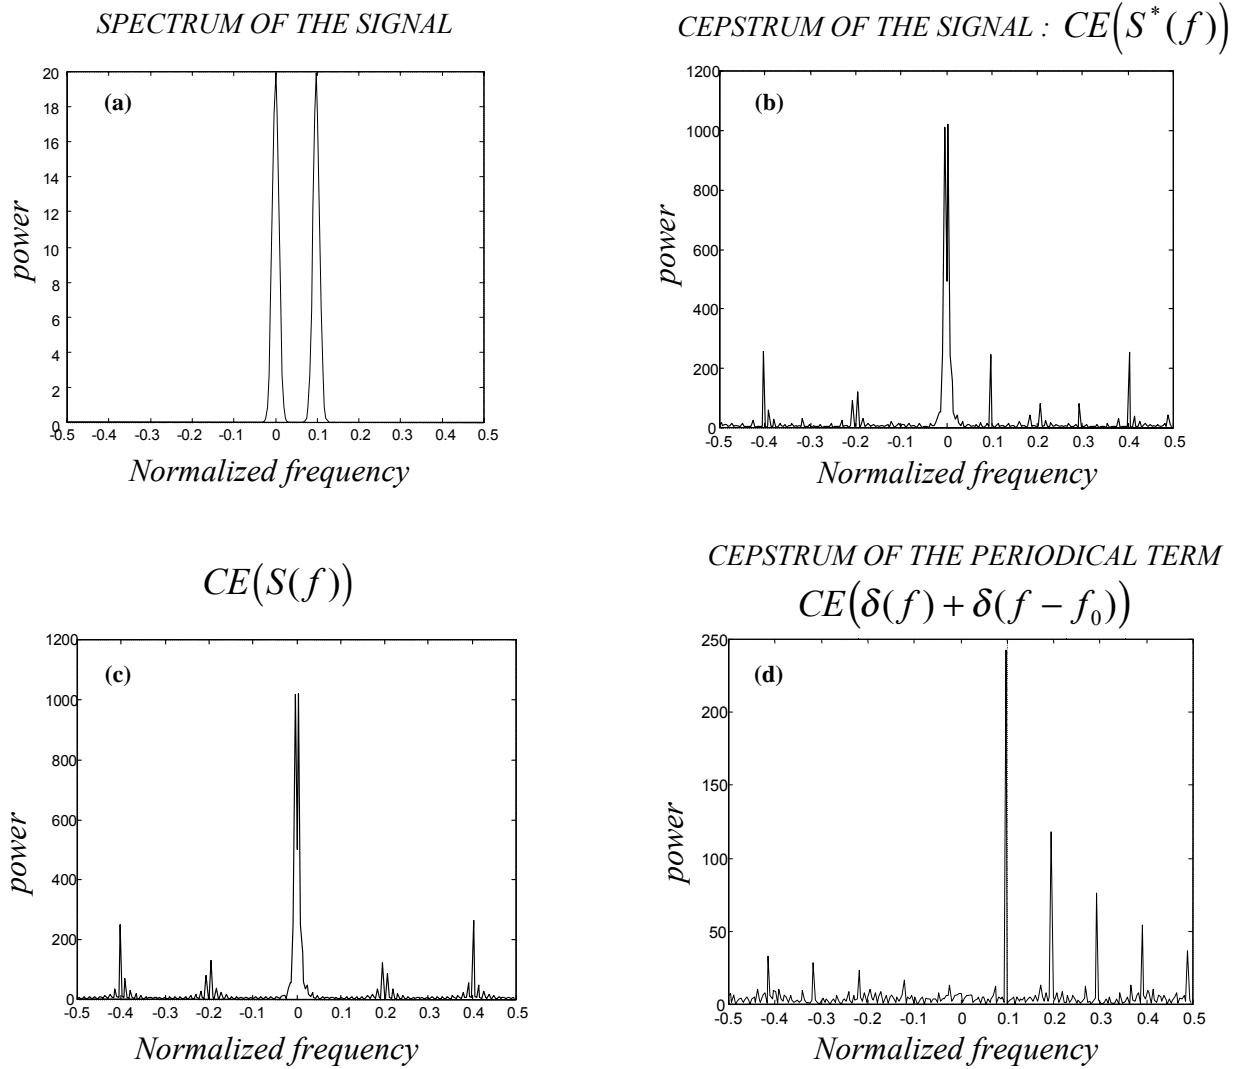 SPECTRUM OF THE SIGNAL
(a)
power
20
18
16
14
12
10
8
6
4
2
0
-0.5 -0.4 -0.3 -0.2 -0.1 0 0.1 0.2 0.3 0.4 0.5
Normalized frequency
CEPSTRUM OF THE SIGNAL : CE(S*(f))
(b)
power
1200
1000
800
600
400
200
0
-0.5 -0.4 -0.3 -0.2 -0.1 0 0.1 0.2 0.3 0.4 0.5
Normalized frequency
CE(S(f))
(c)
power
1200
1000
800
600
400
200
0
-0.5 -0.4 -0.3 -0.2 -0.1 0 0.1 0.2 0.3 0.4 0.5
Normalized frequency
CEPSTRUM OF THE PERIODICAL TERM
CE(δ(f) + δ(f − f₀))
(d)
power
250
200
150
100
50
0
-0.5 -0.4 -0.3 -0.2 -0.1 0 0.1 0.2 0.3 0.4 0.5
Normalized frequency